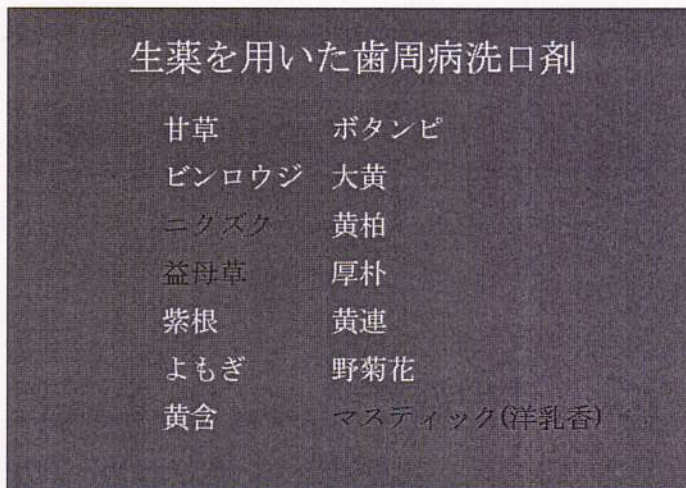 生薬を用いた歯周病洗口剤
甘草 ボタンピ
ビンロウジ 大黄
ニクズク 黄柏
益母草 厚朴
紫根 黄連
よもぎ 野菊花
黄含 マスティック(洋乳香)